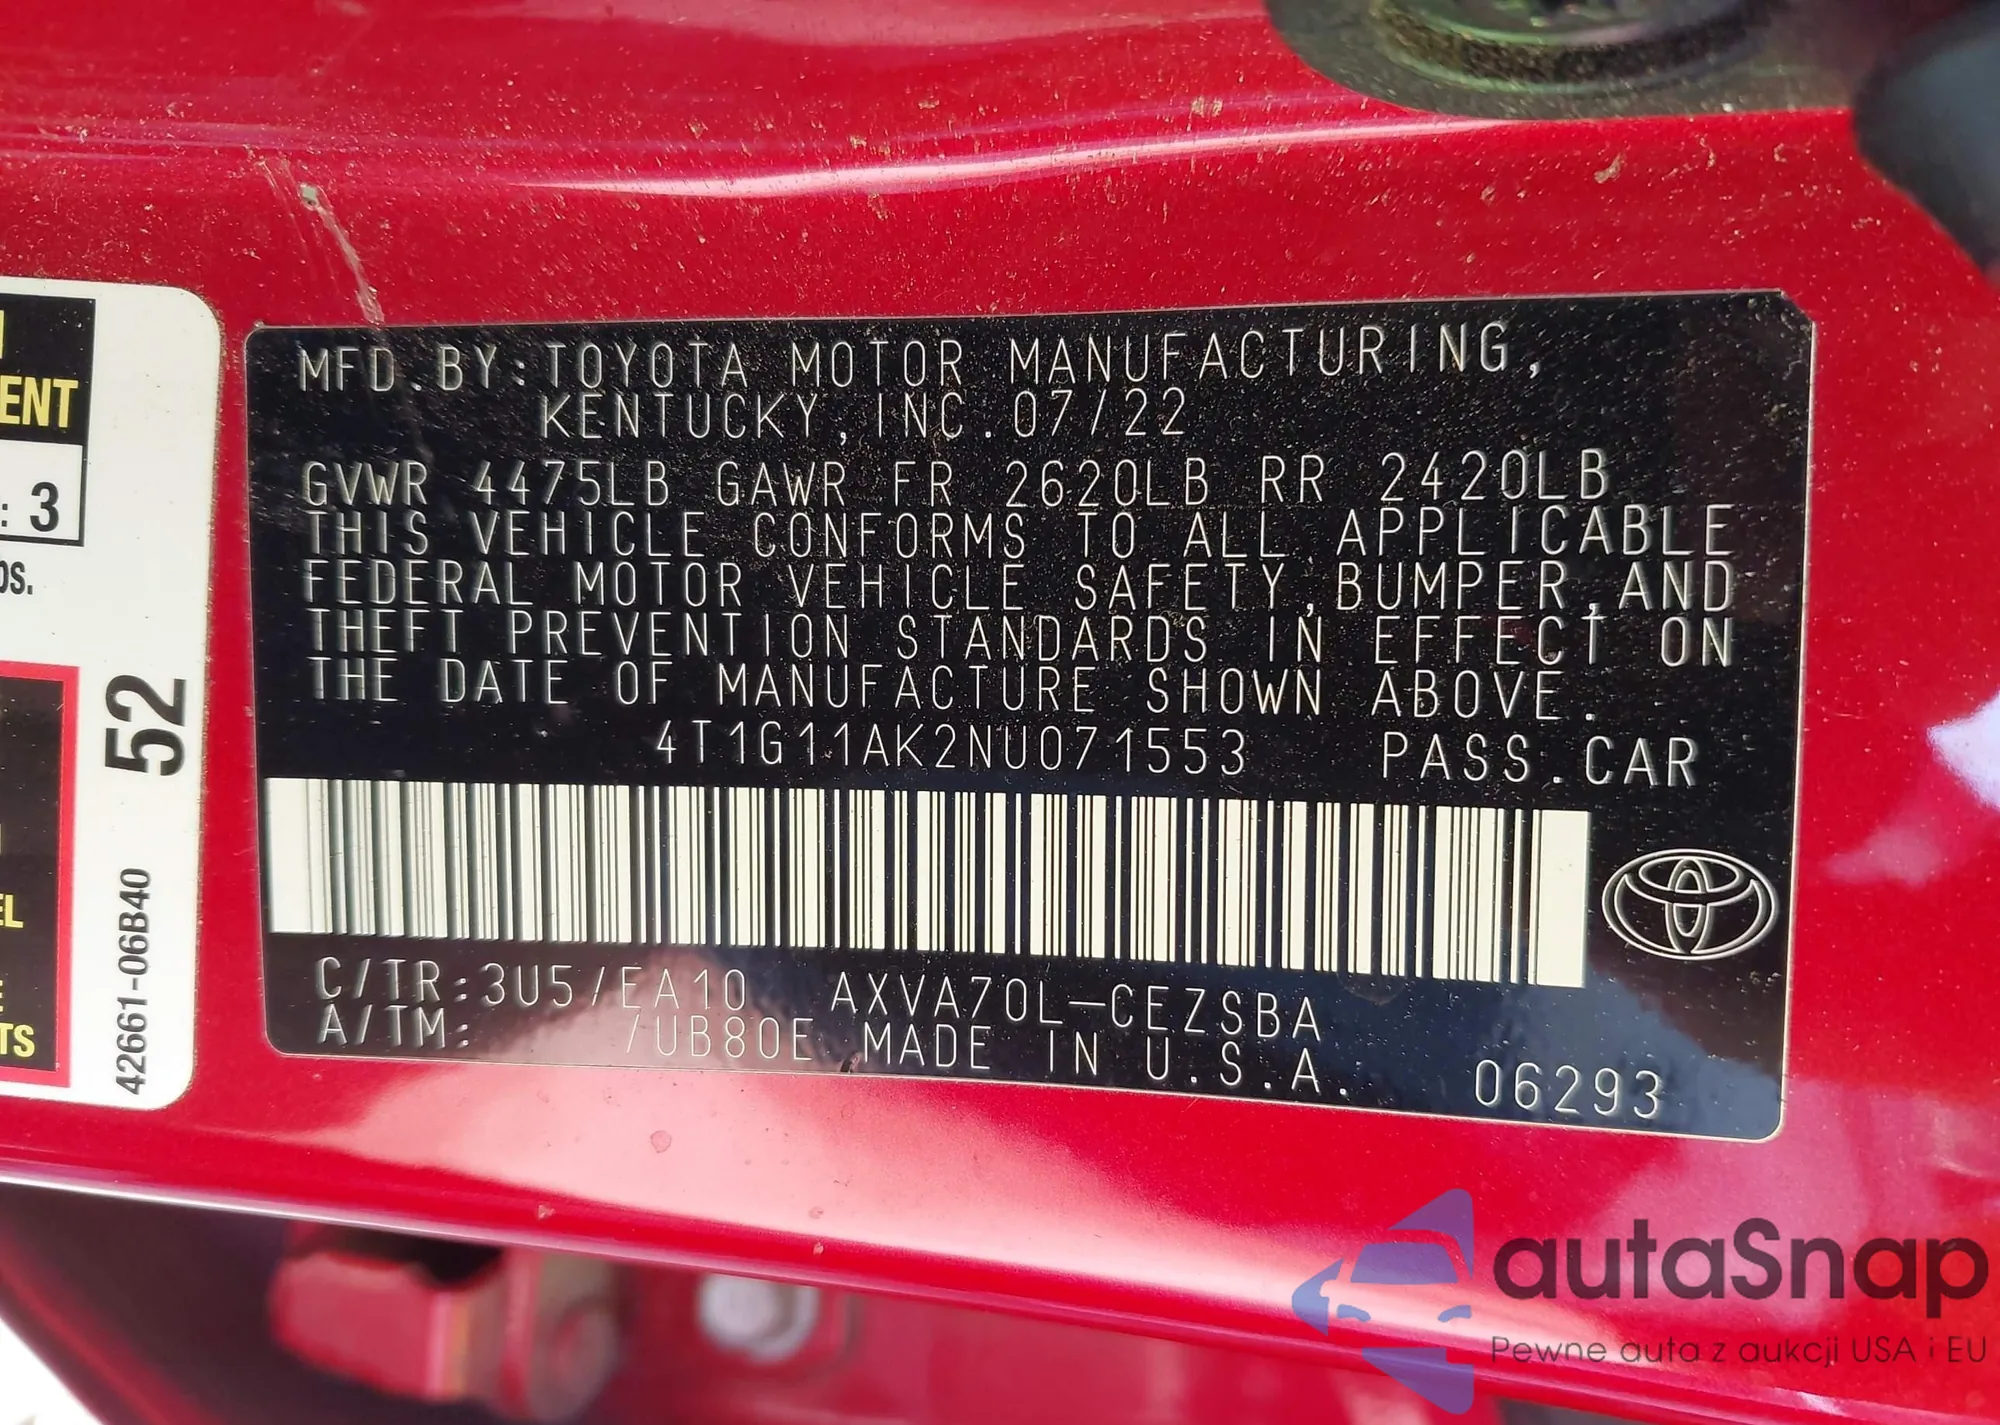 ENT
: 3
52
42661-06B40
MFD.BY:TOYOTA MOTOR MANUFACTURING,
KENTUCKY,INC.07/22
GVWR 4475LB GAWR FR 2620LB RR 2420LB
THIS VEHICLE CONFORMS TO ALL APPLICABLE
FEDERAL MOTOR VEHICLE SAFETY,BUMPER,AND
THEFT PREVENTION STANDARDS IN EFFECT ON
THE DATE OF MANUFACTURE SHOWN ABOVE.
4T1G11AK2NU071553 PASS.CAR
C/TR:3U5/EA10 AXVA70L-CEZSBA
A/TM: /UB80E MADE IN U.S.A. 06293
autaSnap
Pewne auta z aukcji USA i EU